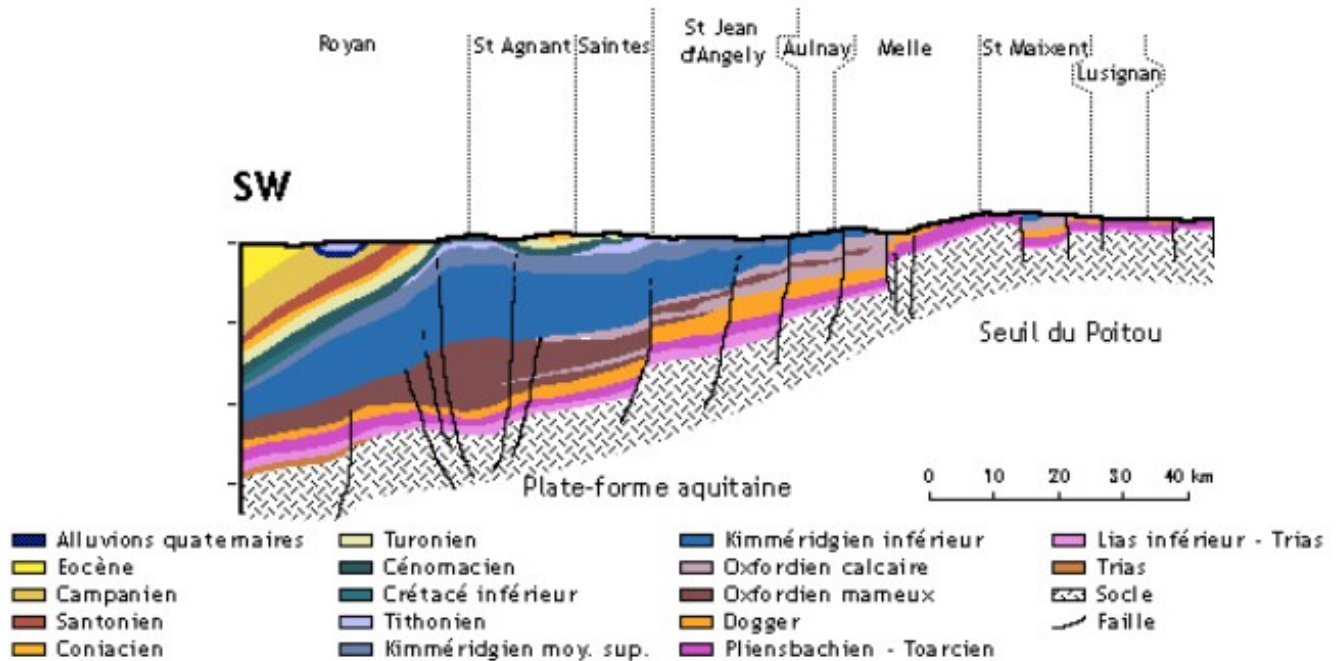 Royan
St Agnant
Saintes
St Jean
d'Angely
Aulnay
Melle
St Maixent
Lusignan
SW
Seuil du Poitou
Plate-forme aquitaine
0 10 20 30 40 km
Alluvions quaternaires
Eocène
Campanien
Santonien
Coniacien
Turonien
Cénomacien
Crétacé inférieur
Tithonien
Kimméridgien moy. sup.
Kimméridgien inférieur
Oxfordien calcaire
Oxfordien marneux
Dogger
Pliensbachien - Toarcien
Lias inférieur - Trias
Trias
Socle
Faille